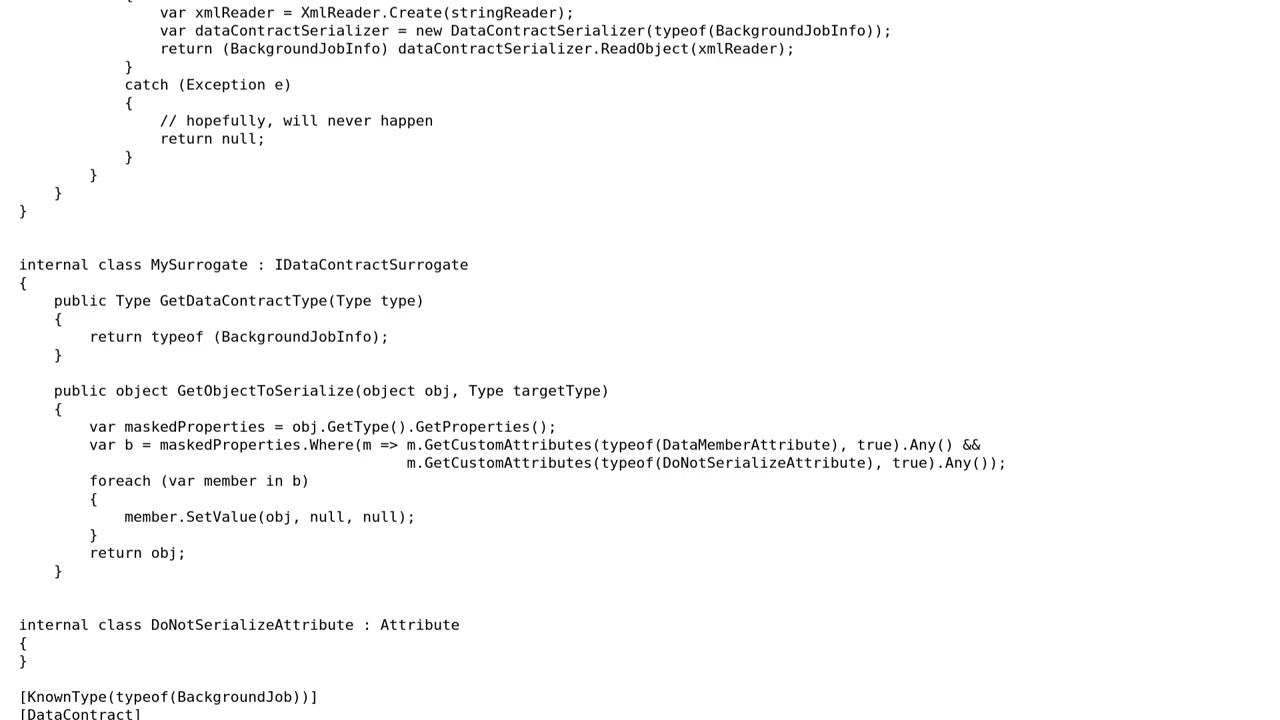 {
var xmlReader = XmlReader.Create(stringReader);
var dataContractSerializer = new DataContractSerializer(typeof(BackgroundJobInfo));
return (BackgroundJobInfo) dataContractSerializer.ReadObject(xmlReader);
}
catch (Exception e)
{
// hopefully, will never happen
return null;
}
}
}
}
internal class MySurrogate : IDataContractSurrogate
{
public Type GetDataContractType(Type type)
{
return typeof (BackgroundJobInfo);
}
public object GetObjectToSerialize(object obj, Type targetType)
{
var maskedProperties = obj.GetType().GetProperties();
var b = maskedProperties.Where(m => m.GetCustomAttributes(typeof(DataMemberAttribute), true).Any() &&
m.GetCustomAttributes(typeof(DoNotSerializeAttribute), true).Any());
foreach (var member in b)
{
member.SetValue(obj, null, null);
}
return obj;
}
internal class DoNotSerializeAttribute : Attribute
{
}
[KnownType(typeof(BackgroundJob))]
[DataContract]